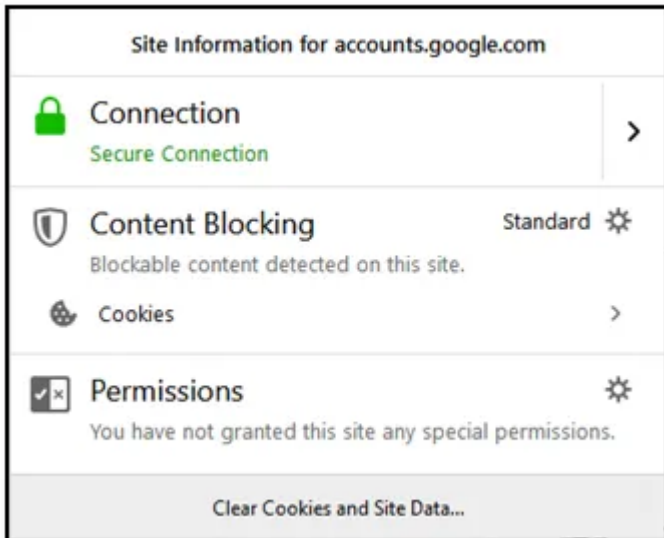 Site Information for accounts.google.com
Connection
Secure Connection
Content Blocking Standard
Blockable content detected on this site.
Cookies
Permissions
You have not granted this site any special permissions.
Clear Cookies and Site Data...